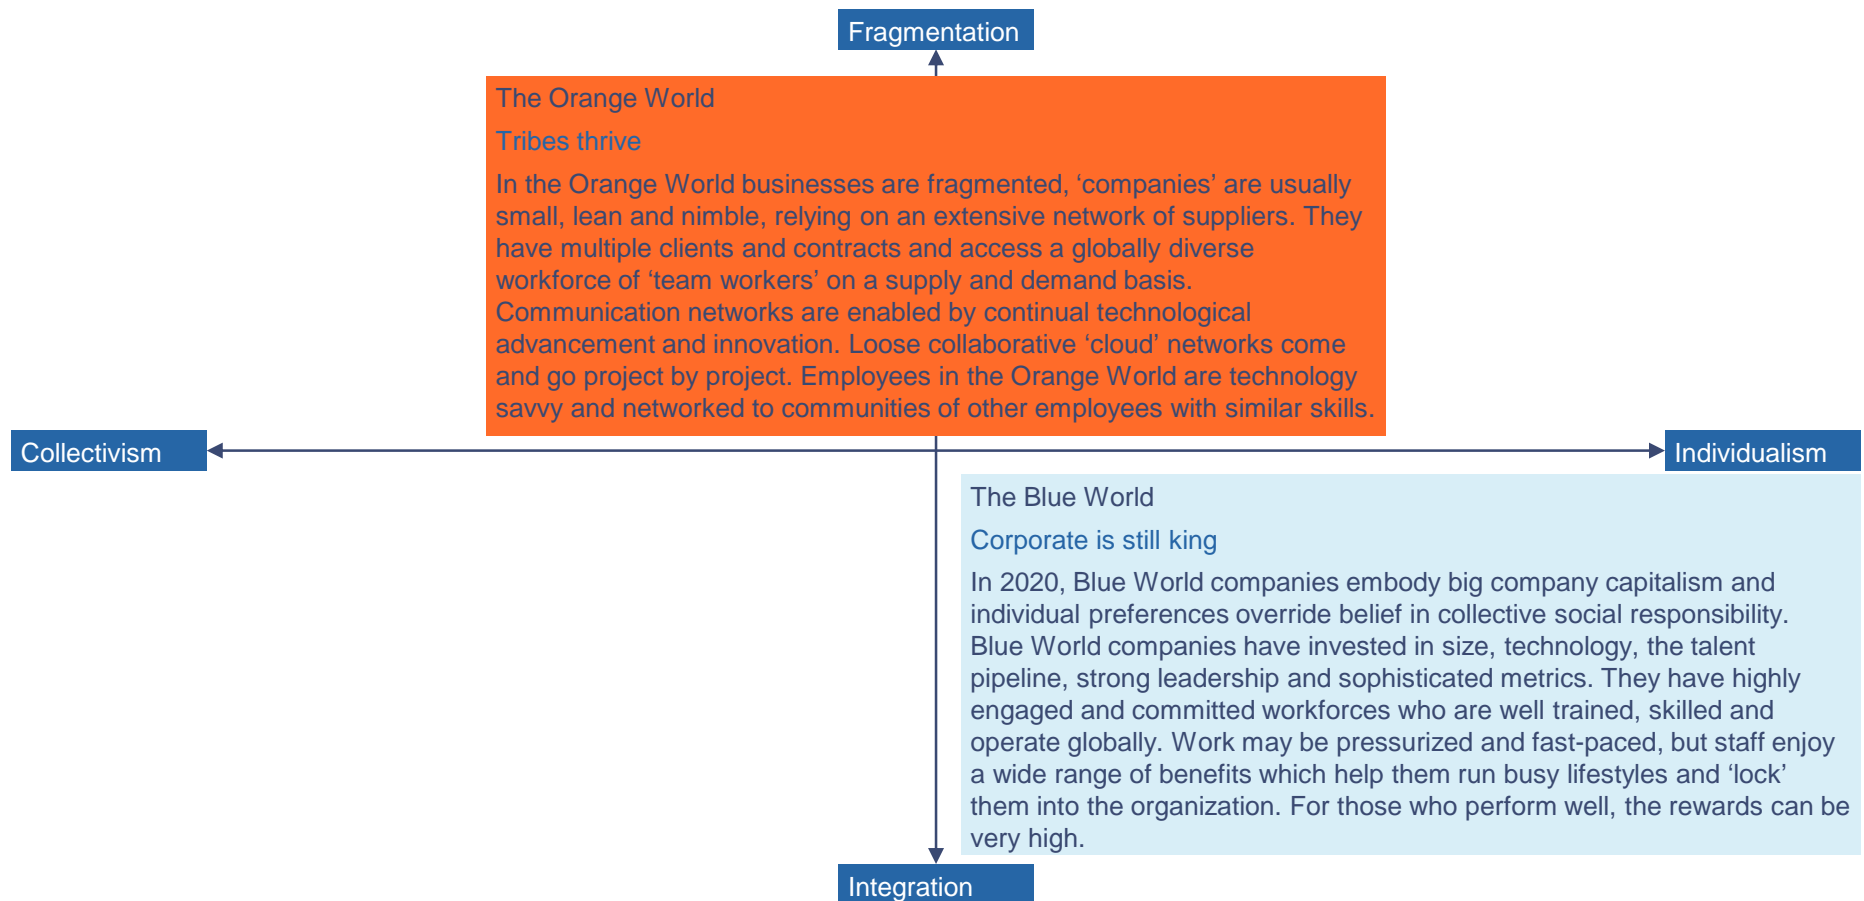 Fragmentation
The Orange World
Tribes thrive
In the Orange World businesses are fragmented, ‘companies’ are usually
small, lean and nimble, relying on an extensive network of suppliers. They
have multiple clients and contracts and access a globally diverse
workforce of ‘team workers’ on a supply and demand basis.
Communication networks are enabled by continual technological
advancement and innovation. Loose collaborative ‘cloud’ networks come
and go project by project. Employees in the Orange World are technology
savvy and networked to communities of other employees with similar skills.
Collectivism
Individualism
The Blue World
Corporate is still king
In 2020, Blue World companies embody big company capitalism and
individual preferences override belief in collective social responsibility.
Blue World companies have invested in size, technology, the talent
pipeline, strong leadership and sophisticated metrics. They have highly
engaged and committed workforces who are well trained, skilled and
operate globally. Work may be pressurized and fast-paced, but staff enjoy
a wide range of benefits which help them run busy lifestyles and ‘lock’
them into the organization. For those who perform well, the rewards can be
very high.
Integration